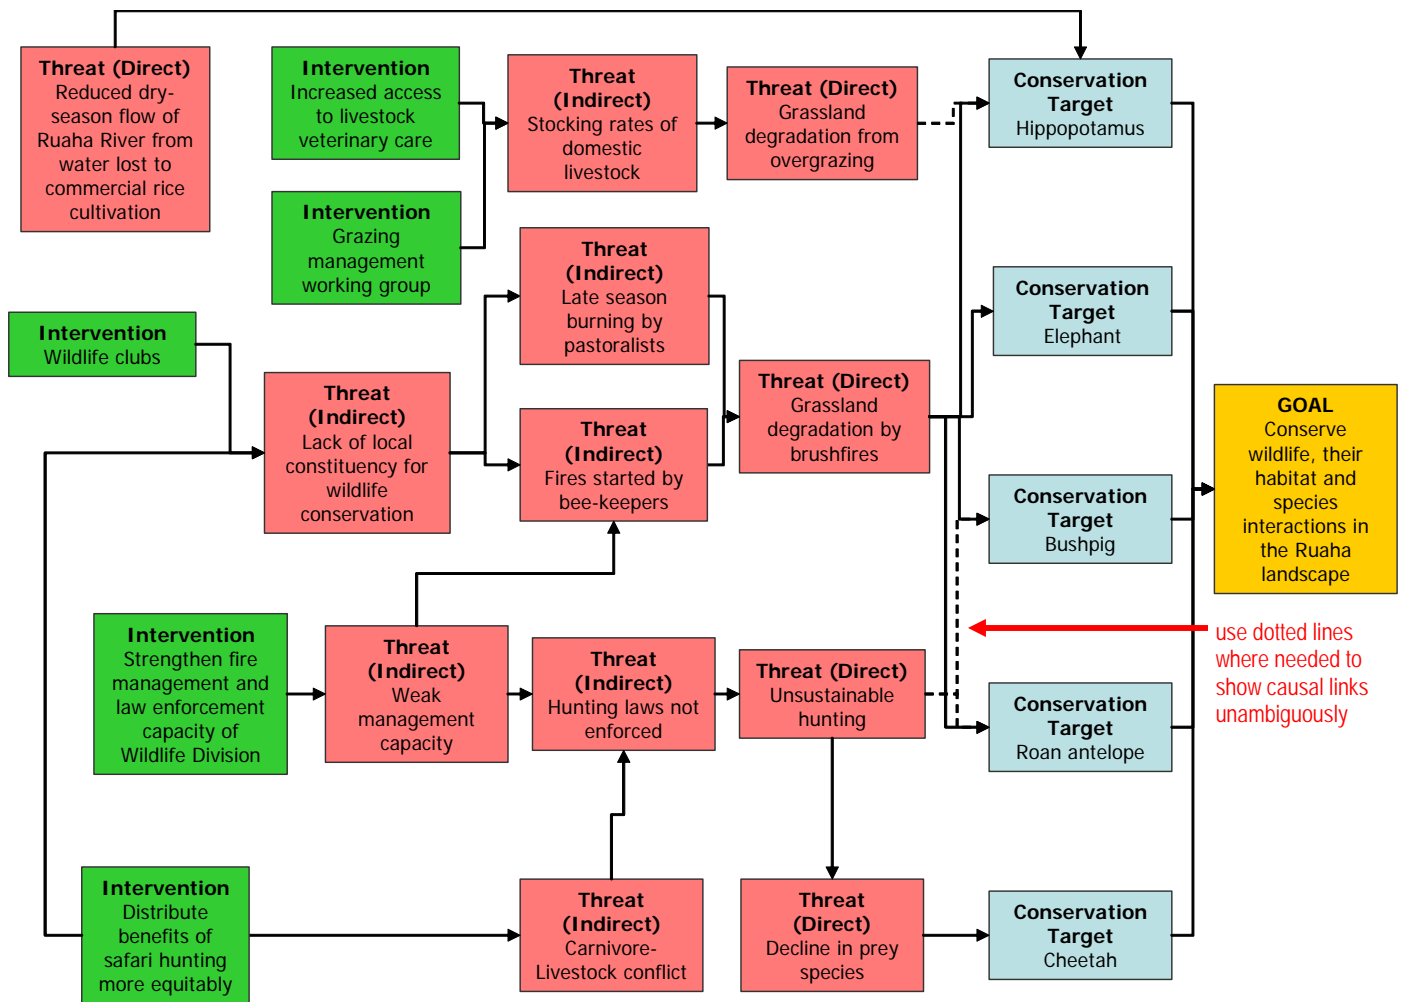 Threat (Direct)
Reduced dry-
season flow of
Ruaha River from
water lost to
commercial rice
cultivation
Intervention
Increased access
to livestock
veterinary care
Threat
(Indirect)
Stocking rates of
domestic
livestock
Threat (Direct)
Grassland
degradation from
overgrazing
Conservation
Target
Hippopotamus
Intervention
Grazing
management
working group
Threat
(Indirect)
Late season
burning by
pastoralists
Conservation
Target
Elephant
Intervention
Wildlife clubs
Threat
(Indirect)
Lack of local
constituency for
wildlife
conservation
Threat
(Indirect)
Fires started by
bee-keepers
Threat (Direct)
Grassland
degradation by
brushfires
GOAL
Conserve
wildlife, their
habitat and
species
interactions in
the Ruaha
landscape
Conservation
Target
Bushpig
Intervention
Strengthen fire
management and
law enforcement
capacity of
Wildlife Division
Threat
(Indirect)
Weak
management
capacity
Threat
(Indirect)
Hunting laws not
enforced
Threat (Direct)
Unsustainable
hunting
Conservation
Target
Roan antelope
use dotted lines
where needed to
show causal links
unambiguously
Intervention
Distribute
benefits of
safari hunting
more equitably
Threat
(Indirect)
Carnivore-
Livestock conflict
Threat
(Direct)
Decline in prey
species
Conservation
Target
Cheetah